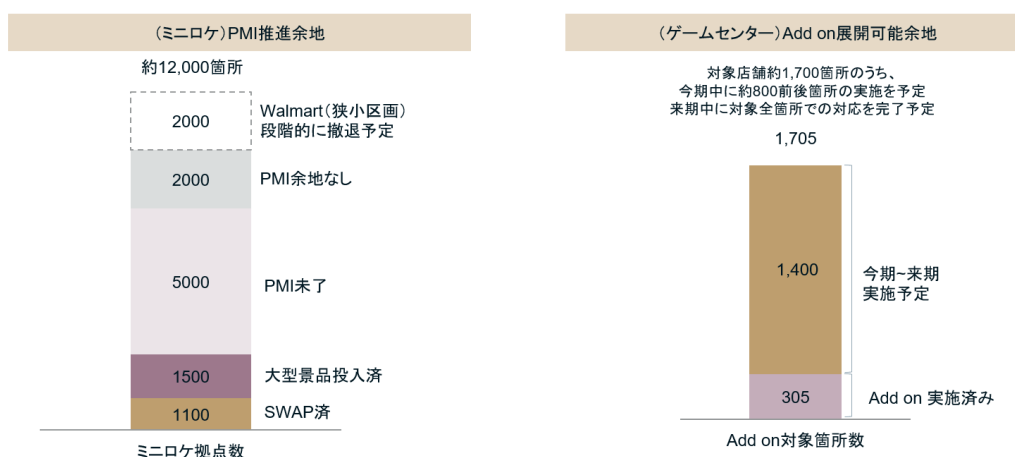 （ミニロケ）PMI推進余地
約12,000箇所
2000
Walmart（狭小区画）
段階的に撤退予定
2000
PMI余地なし
5000
PMI未了
1500
大型景品投入済
1100
SWAP済
ミニロケ拠点数
（ゲームセンター）Add on展開可能余地
対象店舗約1,700箇所のうち、
今期中に約800前後箇所の実施を予定
来期中に対象全箇所での対応を完了予定
1,705
1,400
今期~来期
実施予定
305
Add on 実施済み
Add on対象箇所数